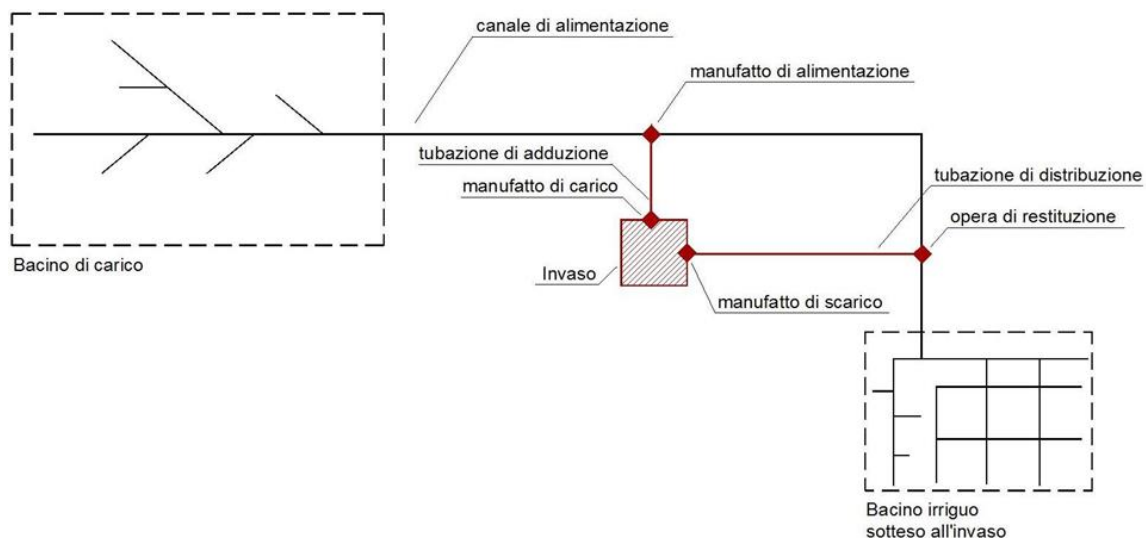 canale di alimentazione
manufatto di alimentazione
tubazione di adduzione
tubazione di distribuzione
manufatto di carico
opera di restituzione
Bacino di carico
Invaso
manufatto di scarico
Bacino irriguo
sotteso all'invaso